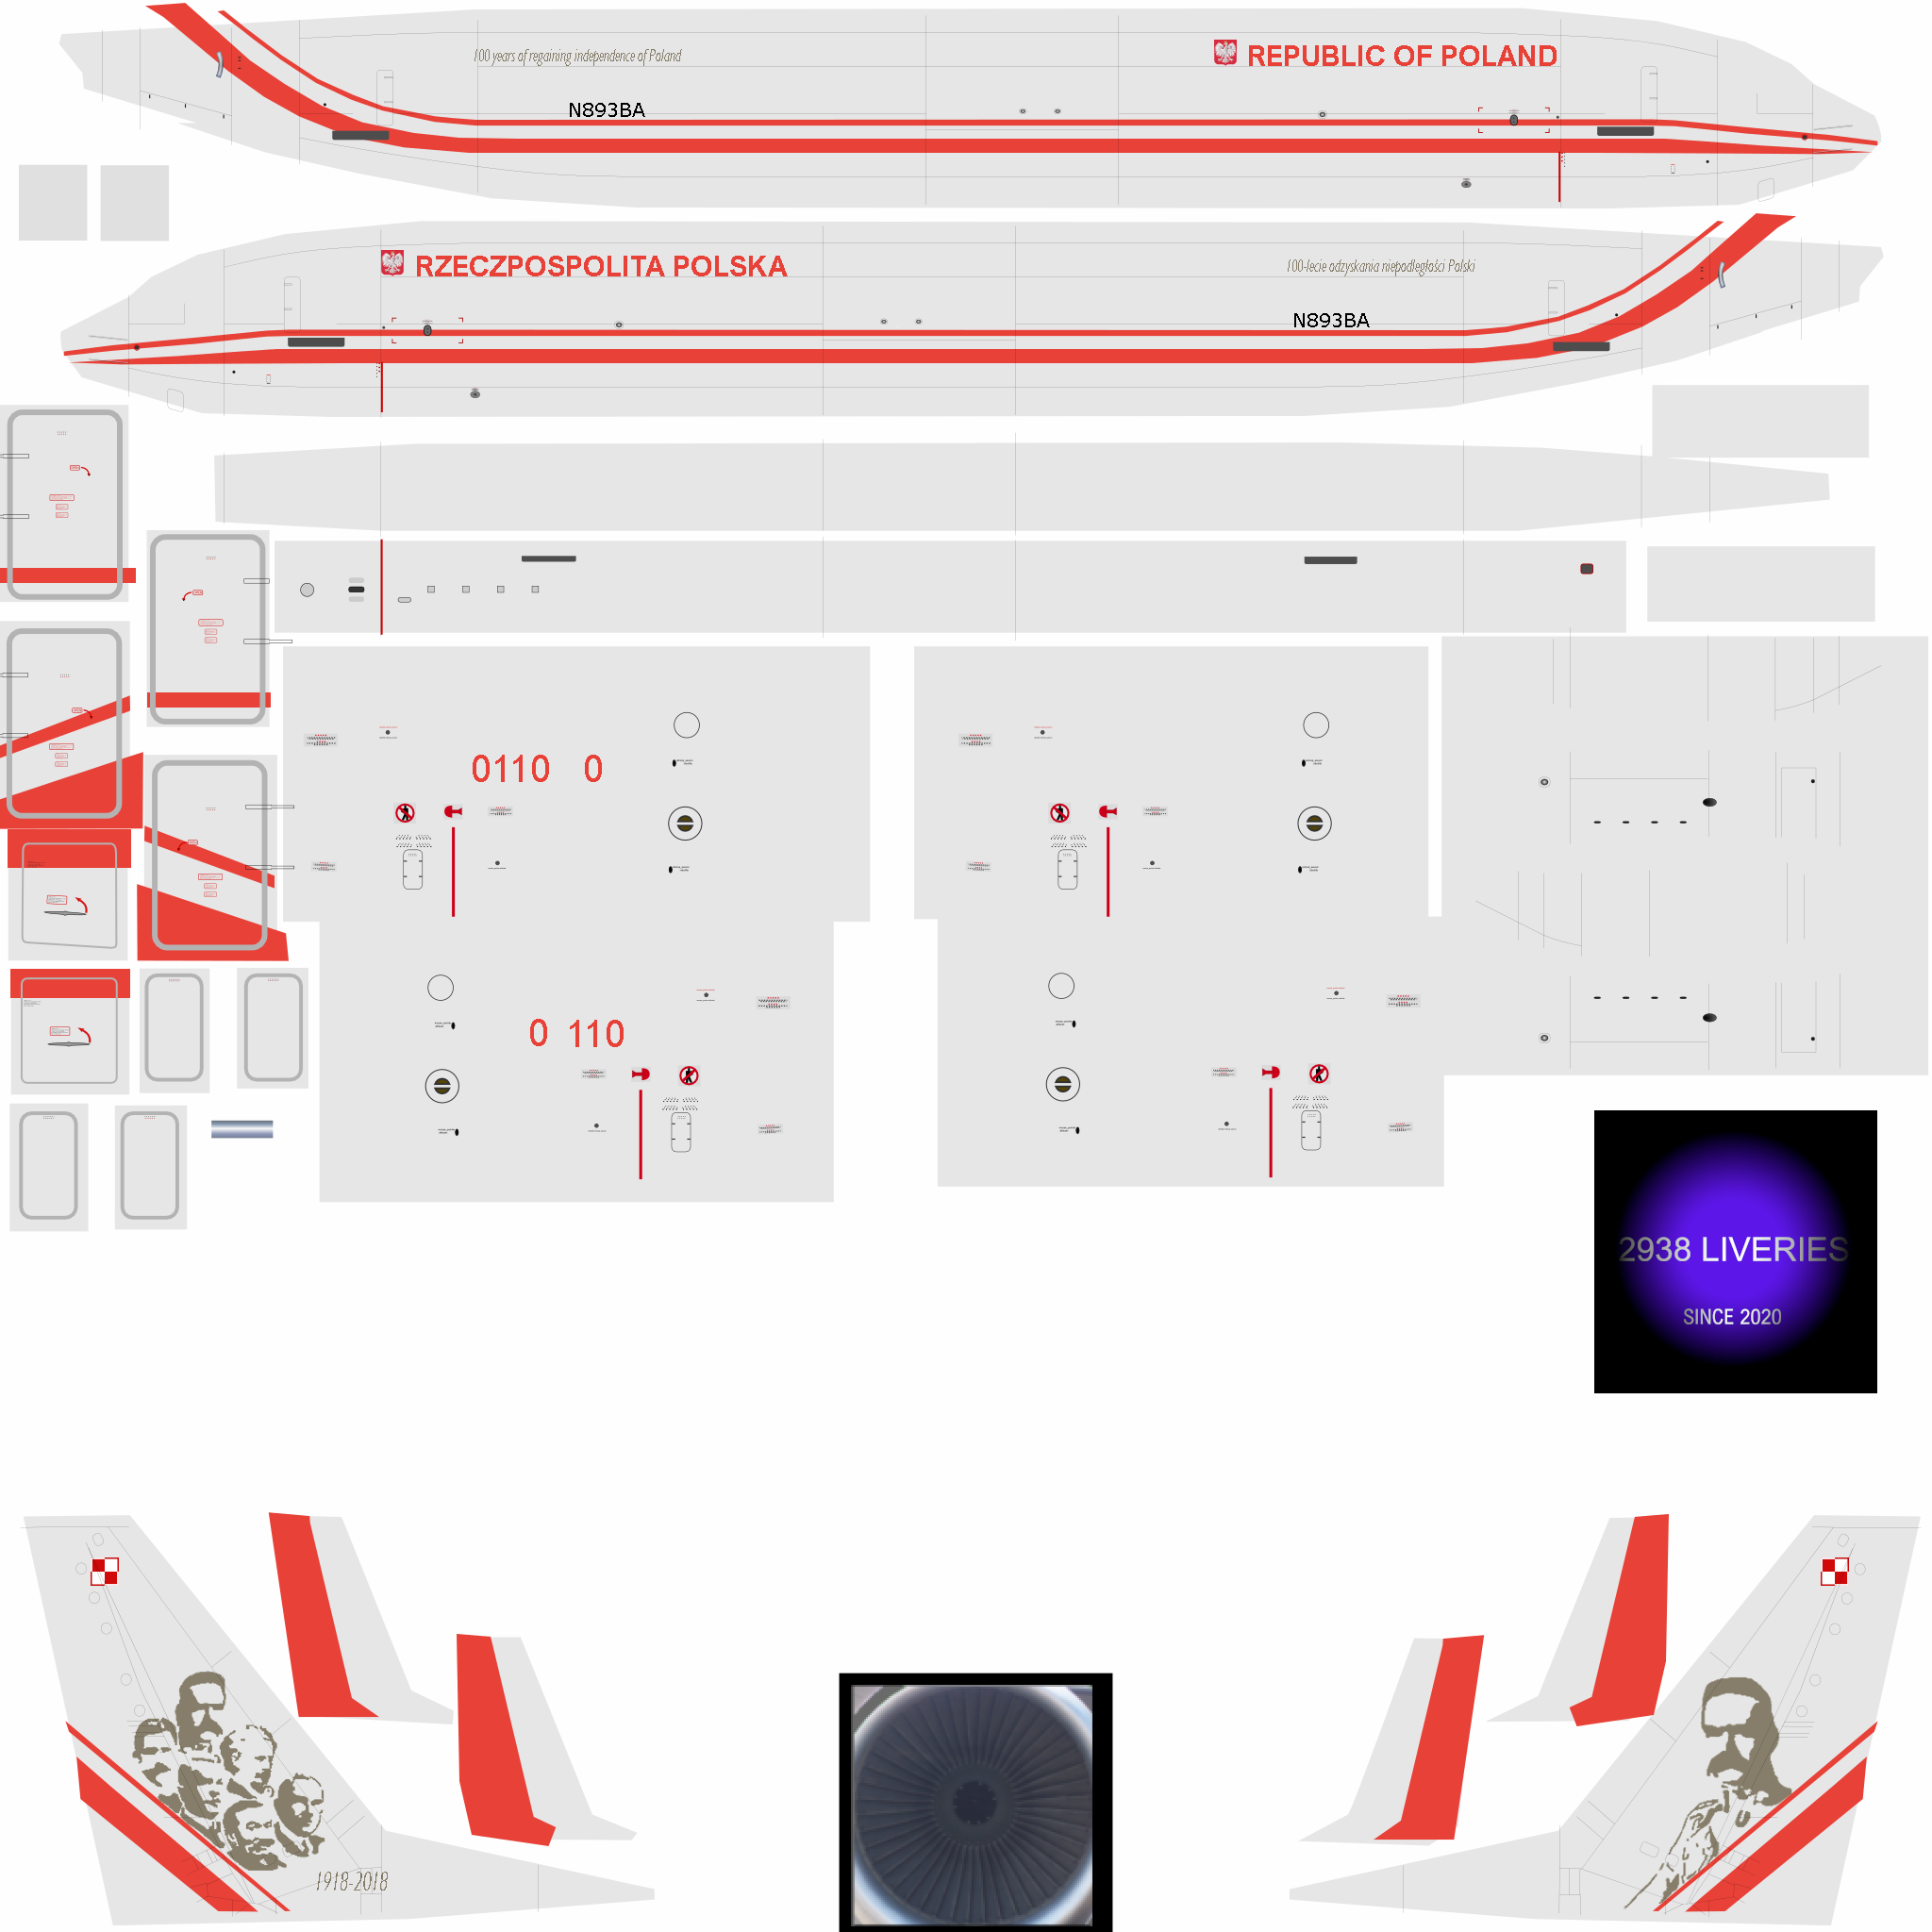 100 years of regaining independence of Poland
REPUBLIC OF POLAND
N893BA
RZECZPOSPOLITA POLSKA
100-lecie odzyskania niepodległości Polski
N893BA
0110 0
0 110
2938 LIVERIES
SINCE 2020
1918-2018